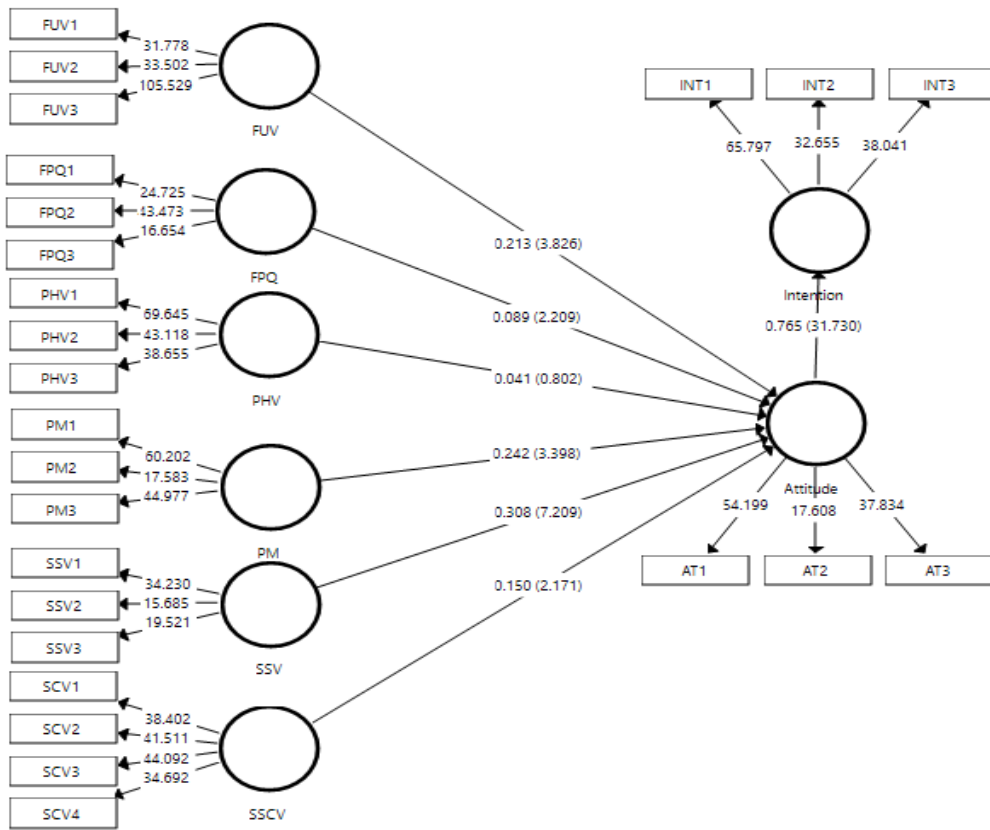 FUV1
31.778
FUV2
33.502
FUV3
105.529
FUV
FPQ1
24.725
FPQ2
43.473
FPQ3
16.654
FPQ
PHV1
69.645
PHV2
43.118
PHV3
38.655
PHV
PM1
60.202
PM2
17.583
PM3
44.977
PM
SSV1
34.230
SSV2
15.685
SSV3
19.521
SSV
SCV1
38.402
SCV2
41.511
SCV3
44.092
34.692
SCV4
SSCV
0.213 (3.826)
0.089 (2.209)
0.041 (0.802)
0.242 (3.398)
0.308 (7.209)
0.150 (2.171)
INT1
INT2
INT3
65.797
32.655
38.041
Intention
0.765 (31.730)
Attitude
54.199
17.608
37.834
AT1
AT2
AT3